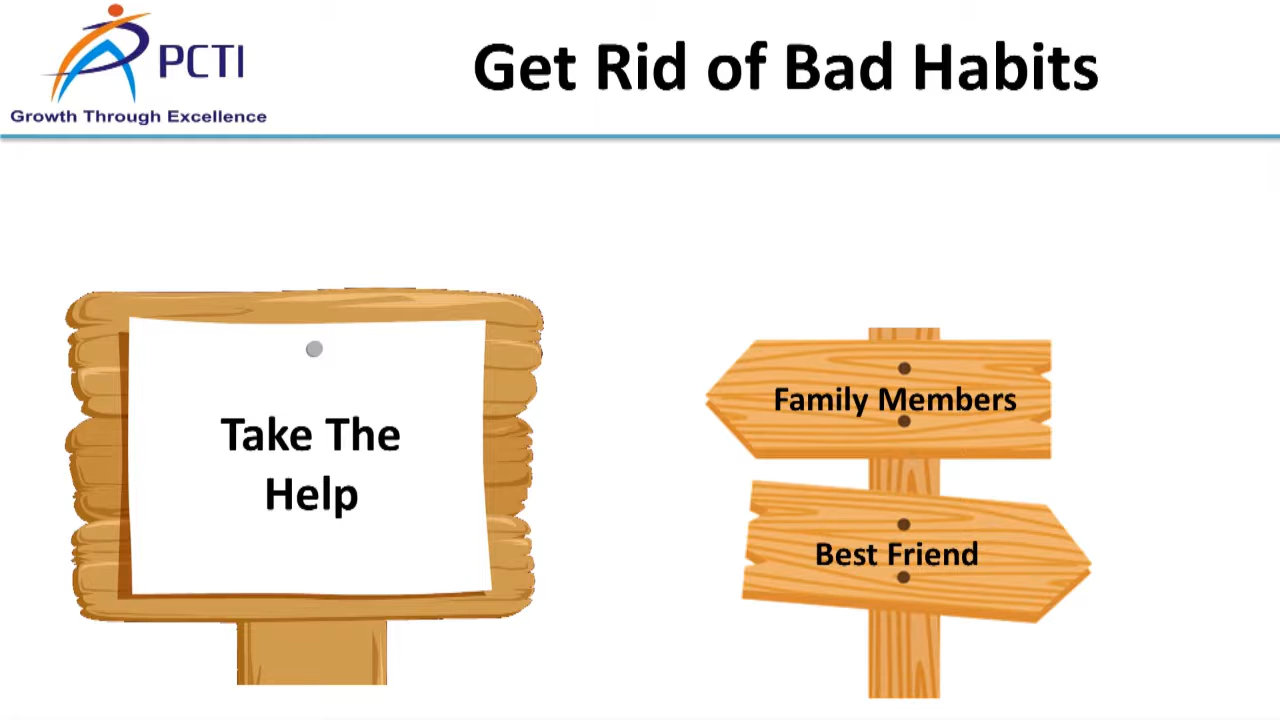 PCTI
Growth Through Excellence
Get Rid of Bad Habits
Take The
Help
Family Members
Best Friend